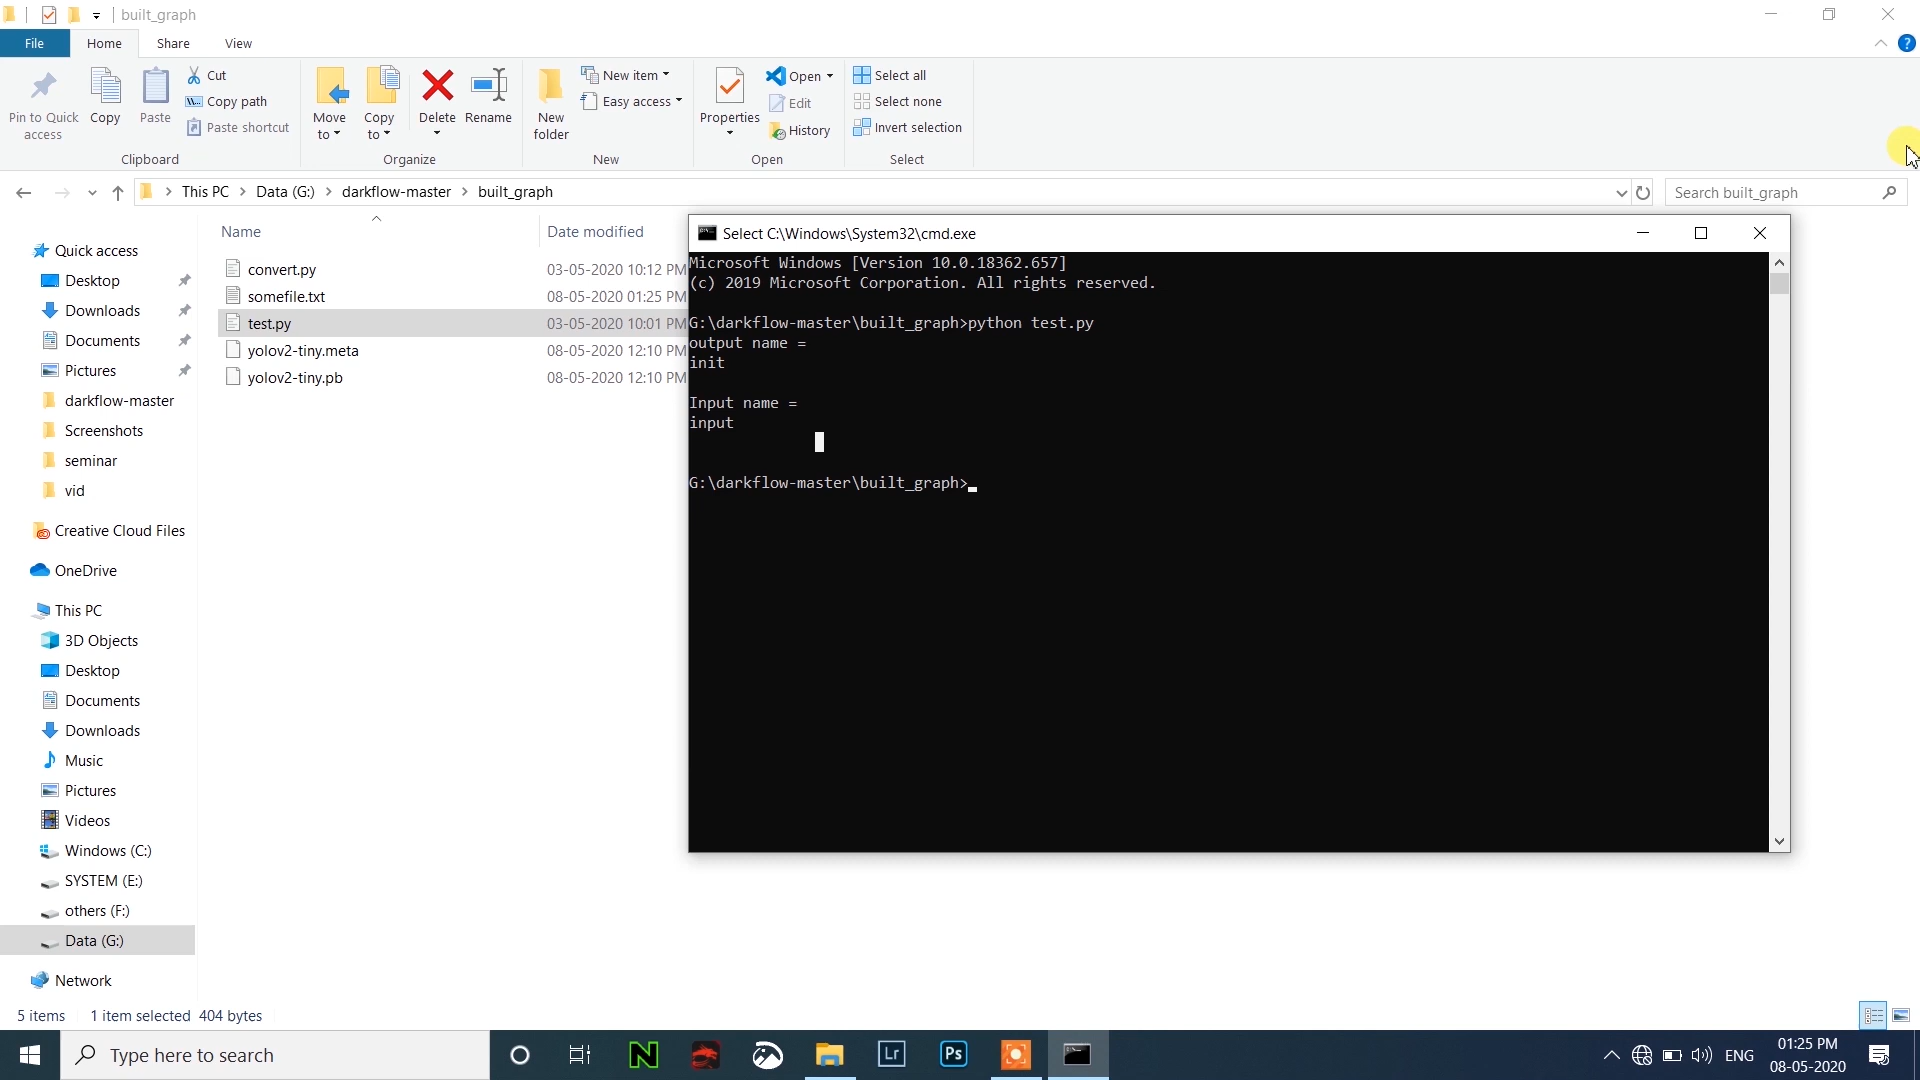 built_graph
File
Home
Share
View
Pin to Quick access
Copy
Paste
Cut
Copy path
Paste shortcut
Move to
Copy to
Delete
Rename
New folder
New item
Easy access
Properties
Open
Edit
History
Select all
Select none
Invert selection
Clipboard
Organize
New
Open
Select
This PC > Data (G:) > darkflow-master > built_graph
Search built_graph
Name
Date modified
convert.py 03-05-2020 10:12 PM
somefile.txt 08-05-2020 01:25 PM
test.py 03-05-2020 10:01 PM
yolov2-tiny.meta 08-05-2020 12:10 PM
yolov2-tiny.pb 08-05-2020 12:10 PM
Quick access
Desktop
Downloads
Documents
Pictures
darkflow-master
Screenshots
seminar
vid
Creative Cloud Files
OneDrive
This PC
3D Objects
Desktop
Documents
Downloads
Music
Pictures
Videos
Windows (C:)
SYSTEM (E:)
others (F:)
Data (G:)
Network
Select C:\Windows\System32\cmd.exe
Microsoft Windows [Version 10.0.18362.657]
(c) 2019 Microsoft Corporation. All rights reserved.
G:\darkflow-master\built_graph>python test.py
output name =
init
Input name =
input
G:\darkflow-master\built_graph>
5 items 1 item selected 404 bytes
Type here to search
Lr
Ps
ENG
01:25 PM
08-05-2020